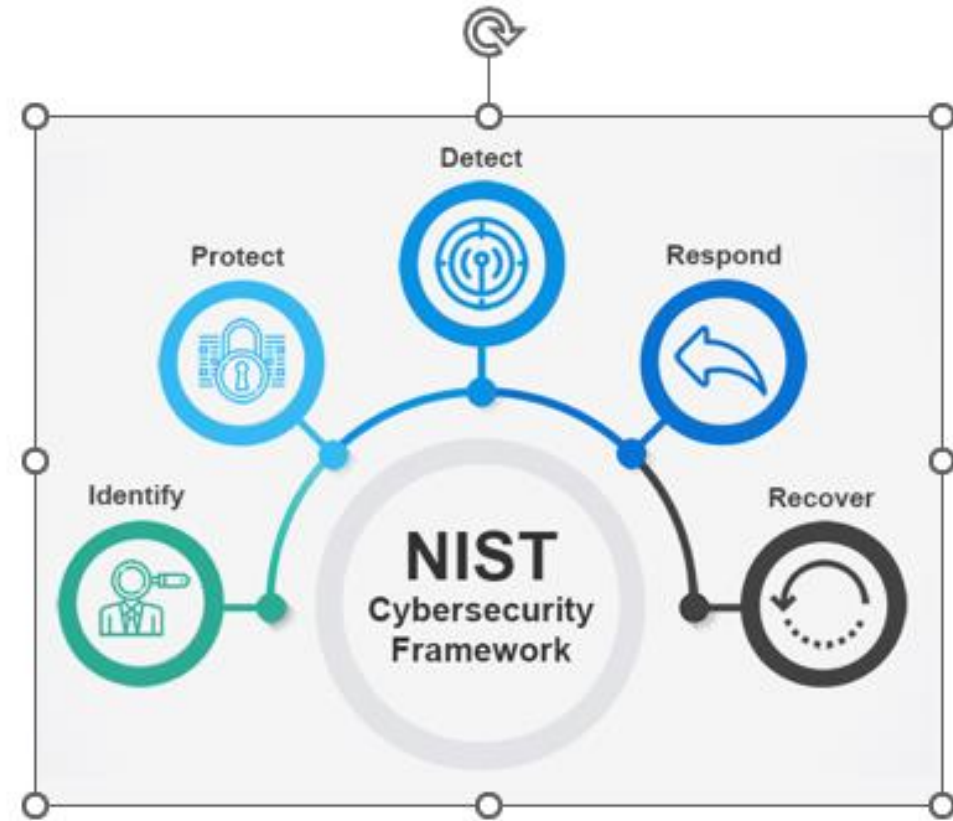 Detect
Protect
Respond
Identify
Recover
NIST
Cybersecurity
Framework